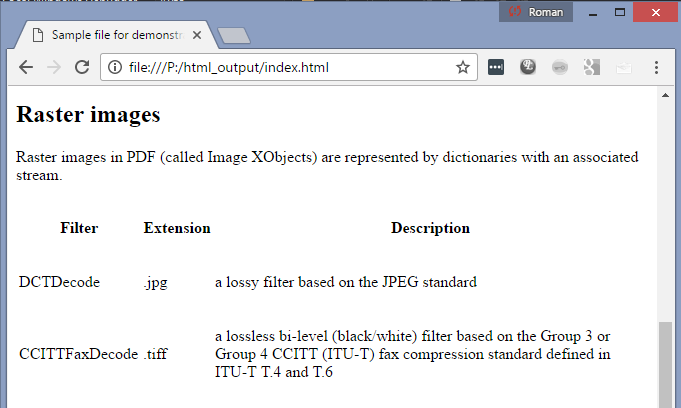 Roman
Sample file for demonstr
file:///P:/html_output/index.html
Raster images
Raster images in PDF (called Image XObjects) are represented by dictionaries with an associated
stream.
Filter Extension Description
DCTDecode .jpg a lossy filter based on the JPEG standard
CCITTFaxDecode .tiff a lossless bi-level (black/white) filter based on the Group 3 or
Group 4 CCITT (ITU-T) fax compression standard defined in
ITU-T T.4 and T.6